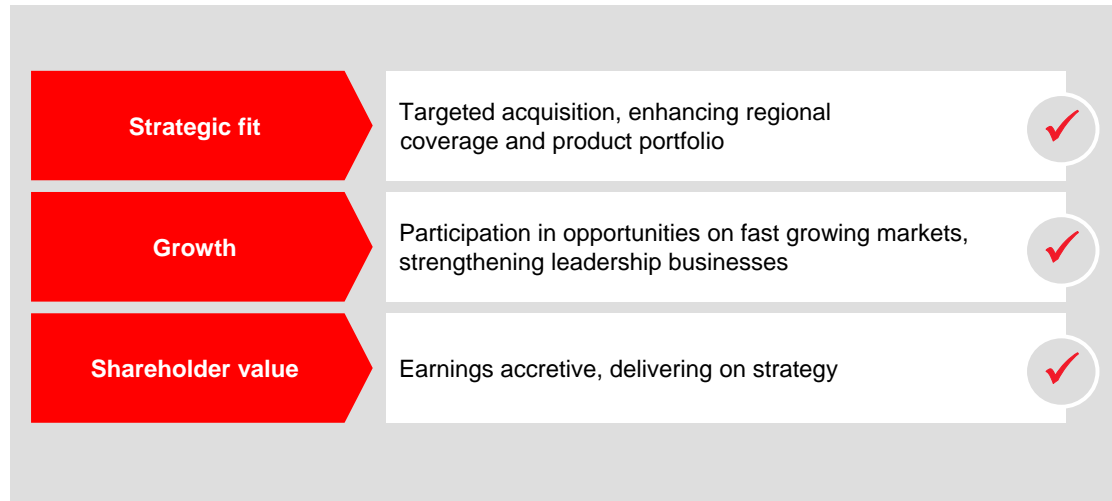 Strategic fit
Targeted acquisition, enhancing regional
coverage and product portfolio
Growth
Participation in opportunities on fast growing markets,
strengthening leadership businesses
Shareholder value
Earnings accretive, delivering on strategy